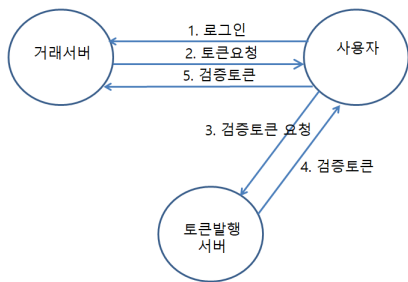 1. 로그인
거래서버
2. 토큰요청
사용자
5. 검증토큰
3. 검증토큰 요청
4. 검증토큰
토큰발행
서버